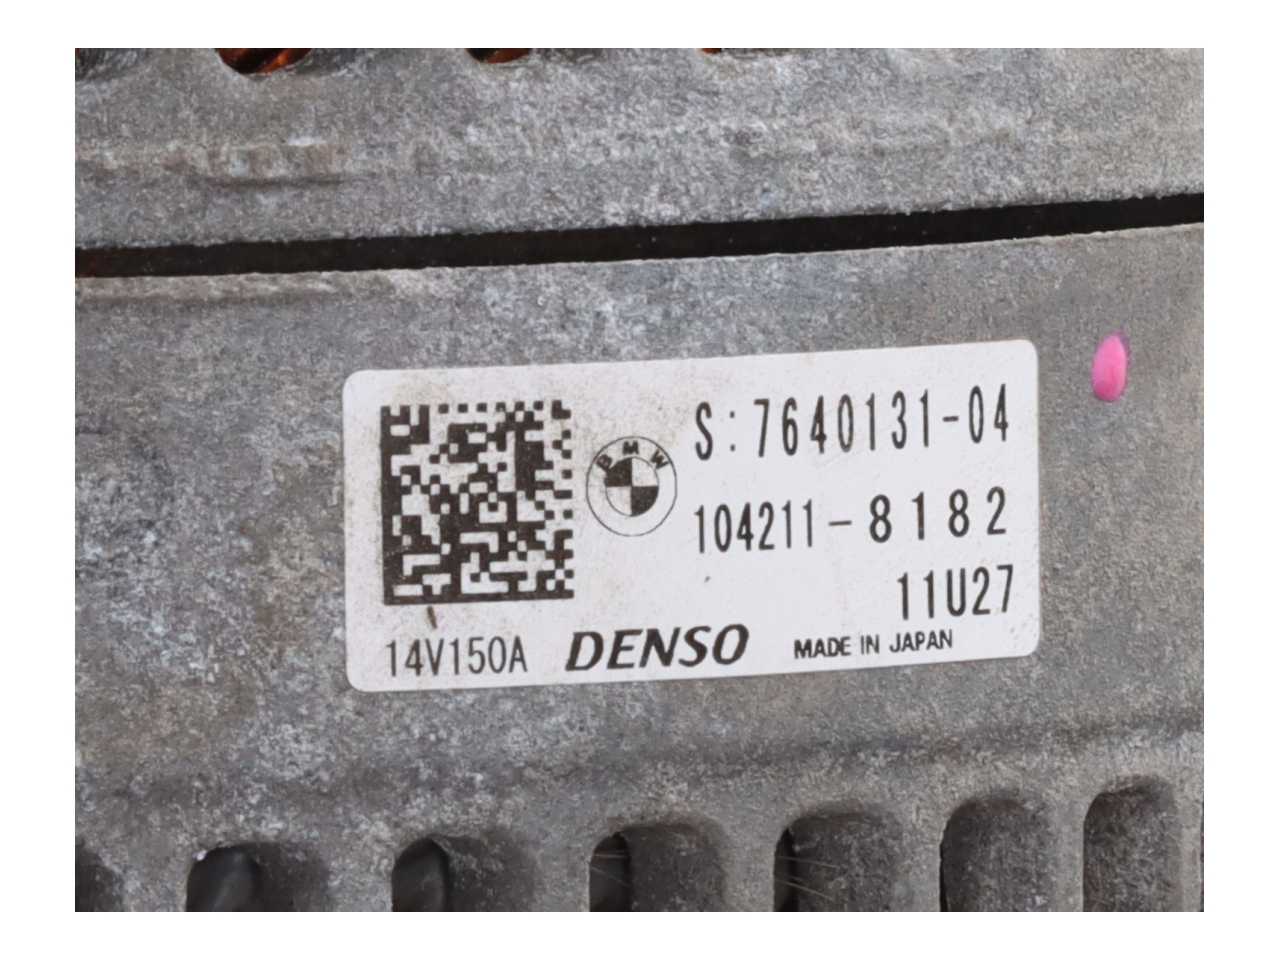 S:7640131-04
BMW
104211-8182
11U27
14V150A DENSO MADE IN JAPAN